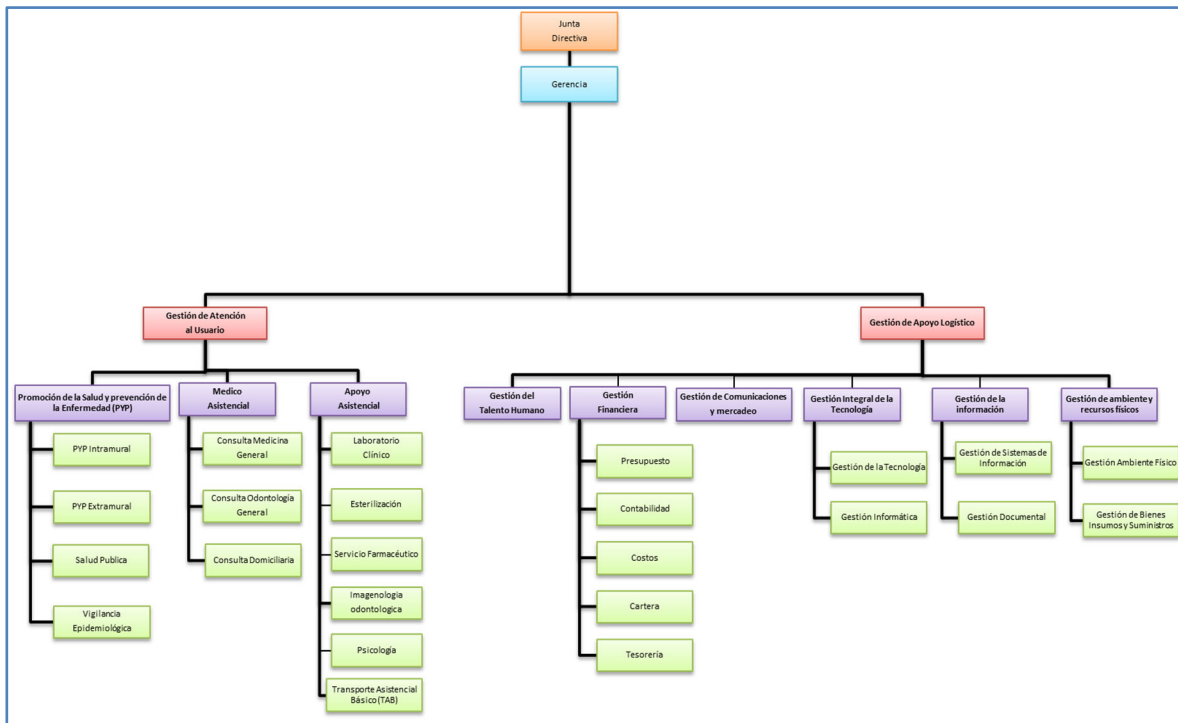 Junta
Directiva
Gerencia
Gestión de Atención
al Usuario
Gestión de Apoyo Logístico
Promoción de la Salud y prevención de
la Enfermedad (PYP)
Medico
Asistencial
Apoyo
Asistencial
Gestión del
Talento Humano
Gestión
Financiera
Gestión de Comunicaciones
y mercadeo
Gestión Integral de la
Tecnología
Gestión de la
información
Gestión de ambiente y
recursos físicos
PYP Intramural
PYP Extramural
Salud Publica
Vigilancia
Epidemiológica
Consulta Medicina
General
Consulta Odontología
General
Consulta Domiciliaria
Laboratorio
Clínico
Esterilización
Servicio Farmacéutico
Imagenologia
odontologica
Psicología
Transporte Asistencial
Básico (TAB)
Presupuesto
Contabilidad
Costos
Cartera
Tesorería
Gestión de la Tecnología
Gestión Informática
Gestión de Sistemas de
Información
Gestión Documental
Gestión Ambiente Físico
Gestión de Bienes
Insumos y Suministros